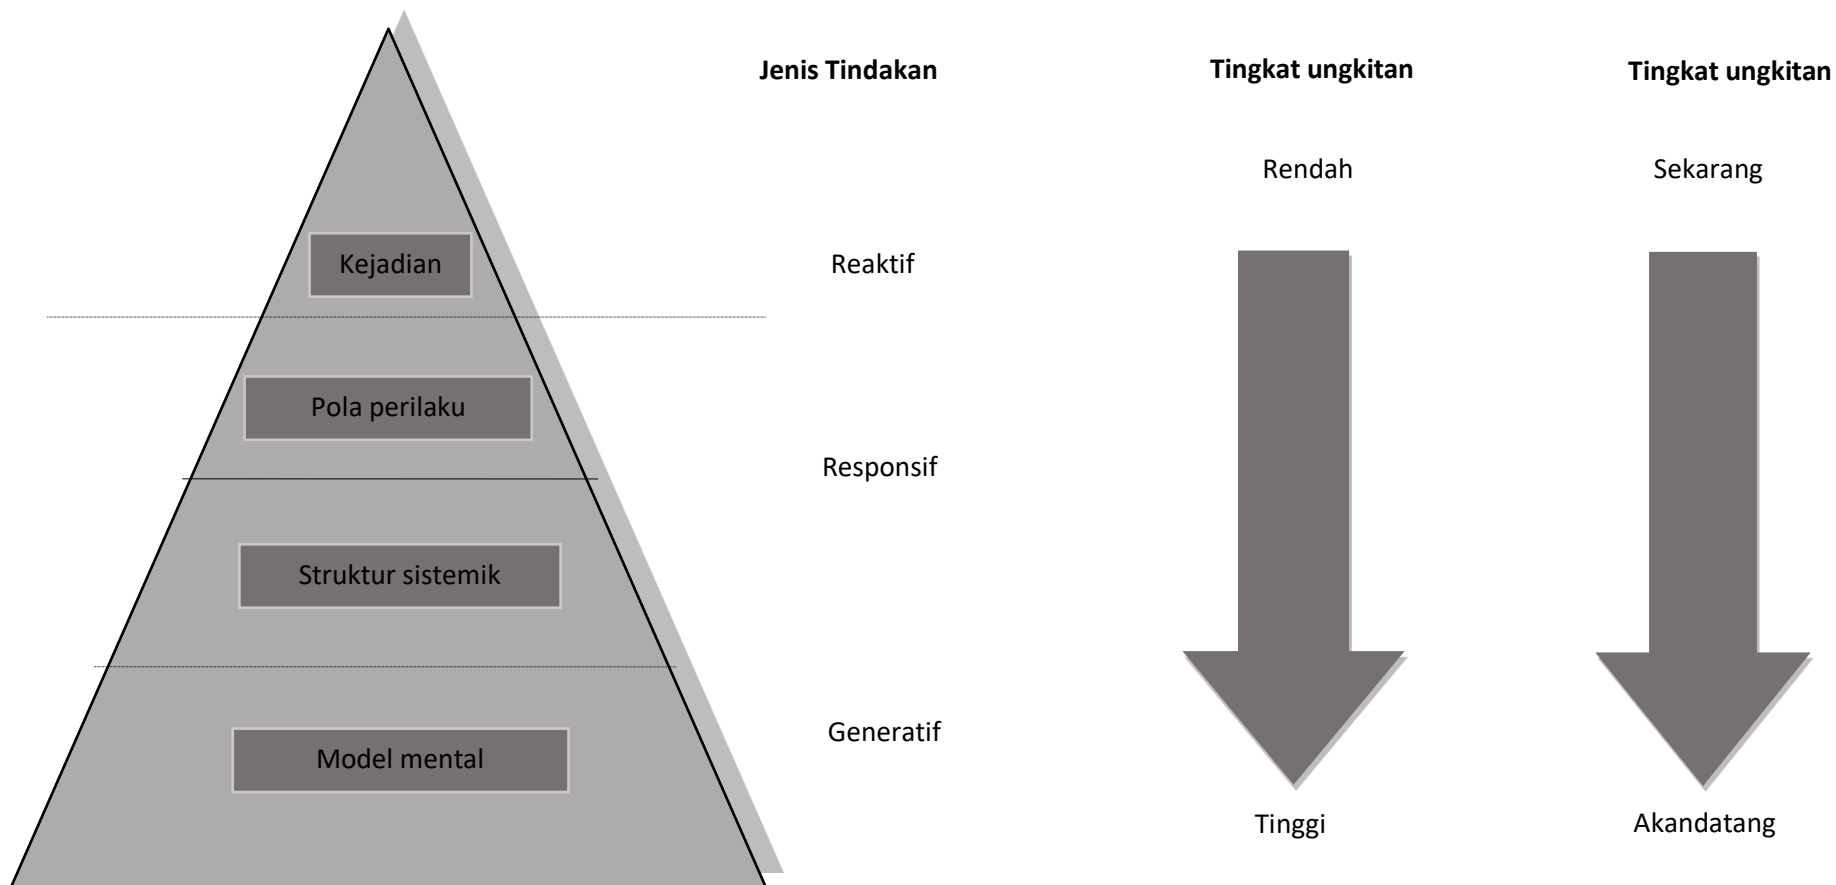 Jenis Tindakan
Tingkat ungkitan
Tingkat ungkitan
Rendah
Sekarang
Kejadian
Reaktif
Pola perilaku
Responsif
Struktur sistemik
Generatif
Model mental
Tinggi
Akandatang